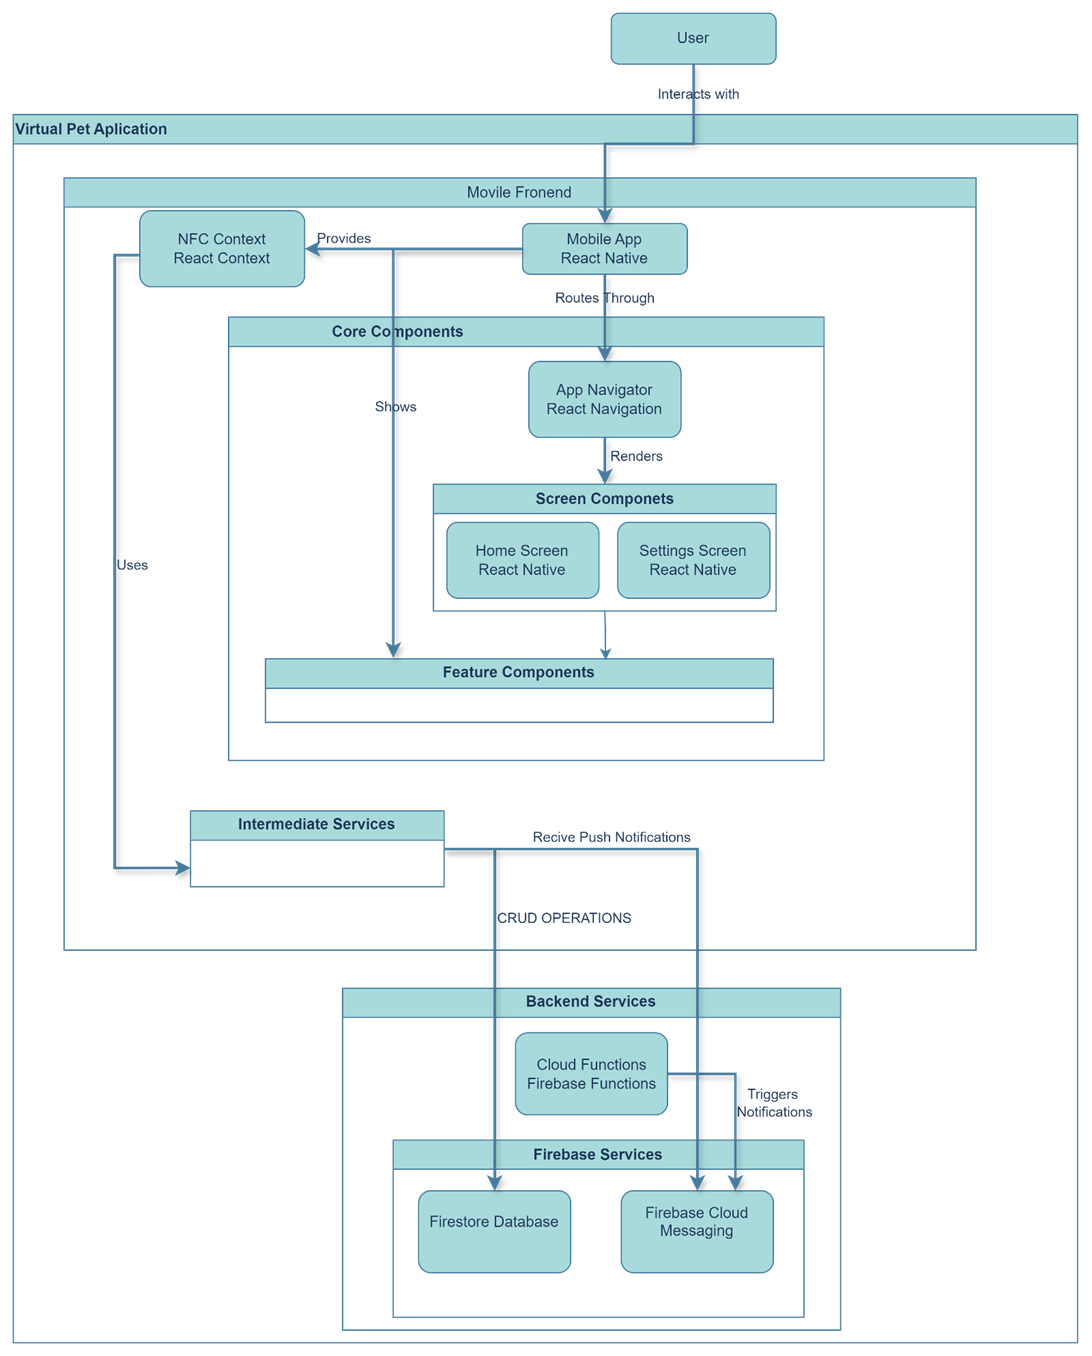 User
Interacts with
Virtual Pet Aplication
Movile Fronend
NFC Context
React Context
Provides
Mobile App
React Native
Routes Through
Core Components
App Navigator
React Navigation
Shows
Renders
Screen Componets
Home Screen
React Native
Settings Screen
React Native
Uses
Feature Components
Intermediate Services
Recive Push Notifications
CRUD OPERATIONS
Backend Services
Cloud Functions
Firebase Functions
Triggers
Notifications
Firebase Services
Firestore Database
Firebase Cloud
Messaging